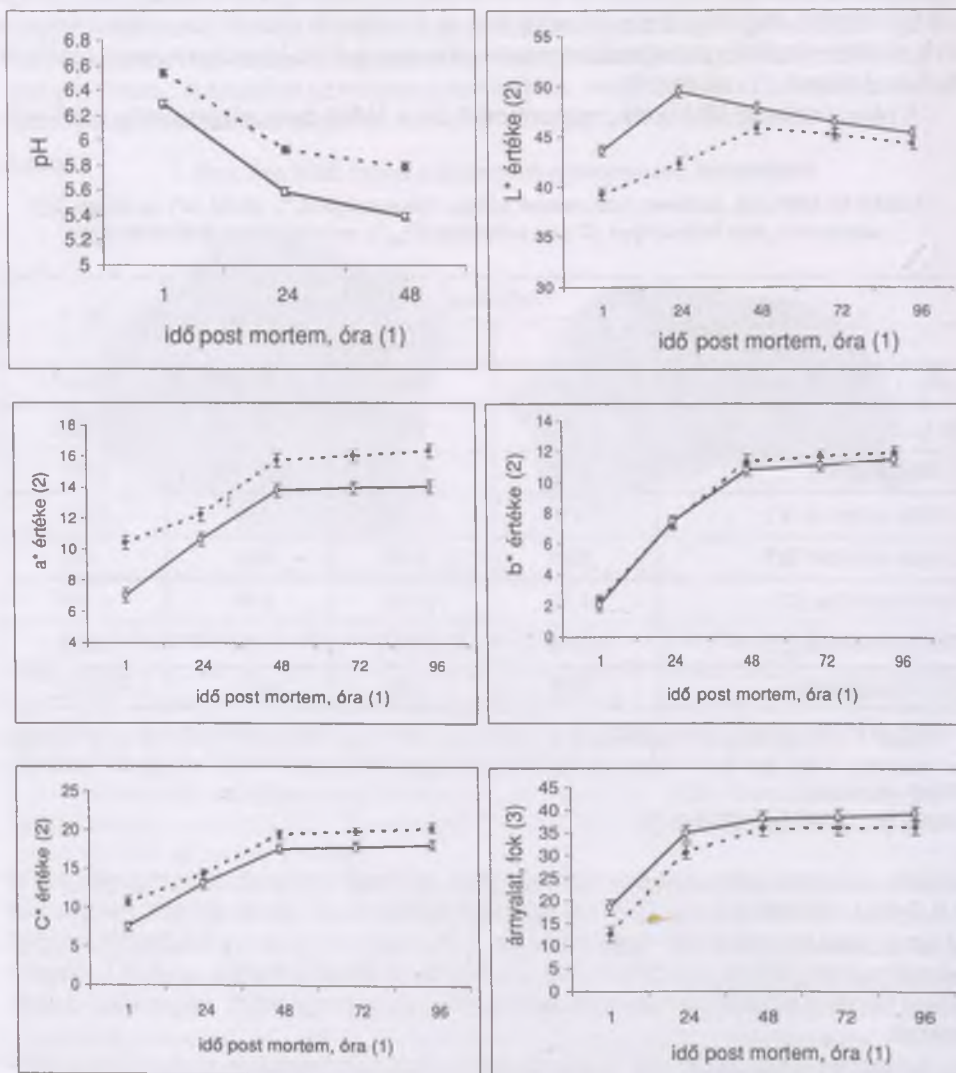 pH
6.8
6.6
6.4
6.2
6
5.8
5.6
5.4
5.2
5
1 24 48
idő post mortem, óra (1)
L* értéke (2)
65
50
45
40
35
30
1 24 48 72 96
idő post mortem, óra (1)
a* értéke (2)
18
16
14
12
10
8
6
4
1 24 48 72 96
idő post mortem, óra (1)
b* értéke (2)
14
12
10
8
6
4
2
0
1 24 48 72 96
idő post mortem, óra (1)
C* értéke (2)
25
20
15
10
5
0
1 24 48 72 96
idő post mortem, óra (1)
árnyalat, fok (3)
45
40
35
30
25
20
15
10
5
0
1 24 48 72 96
idő post mortem, óra (1)